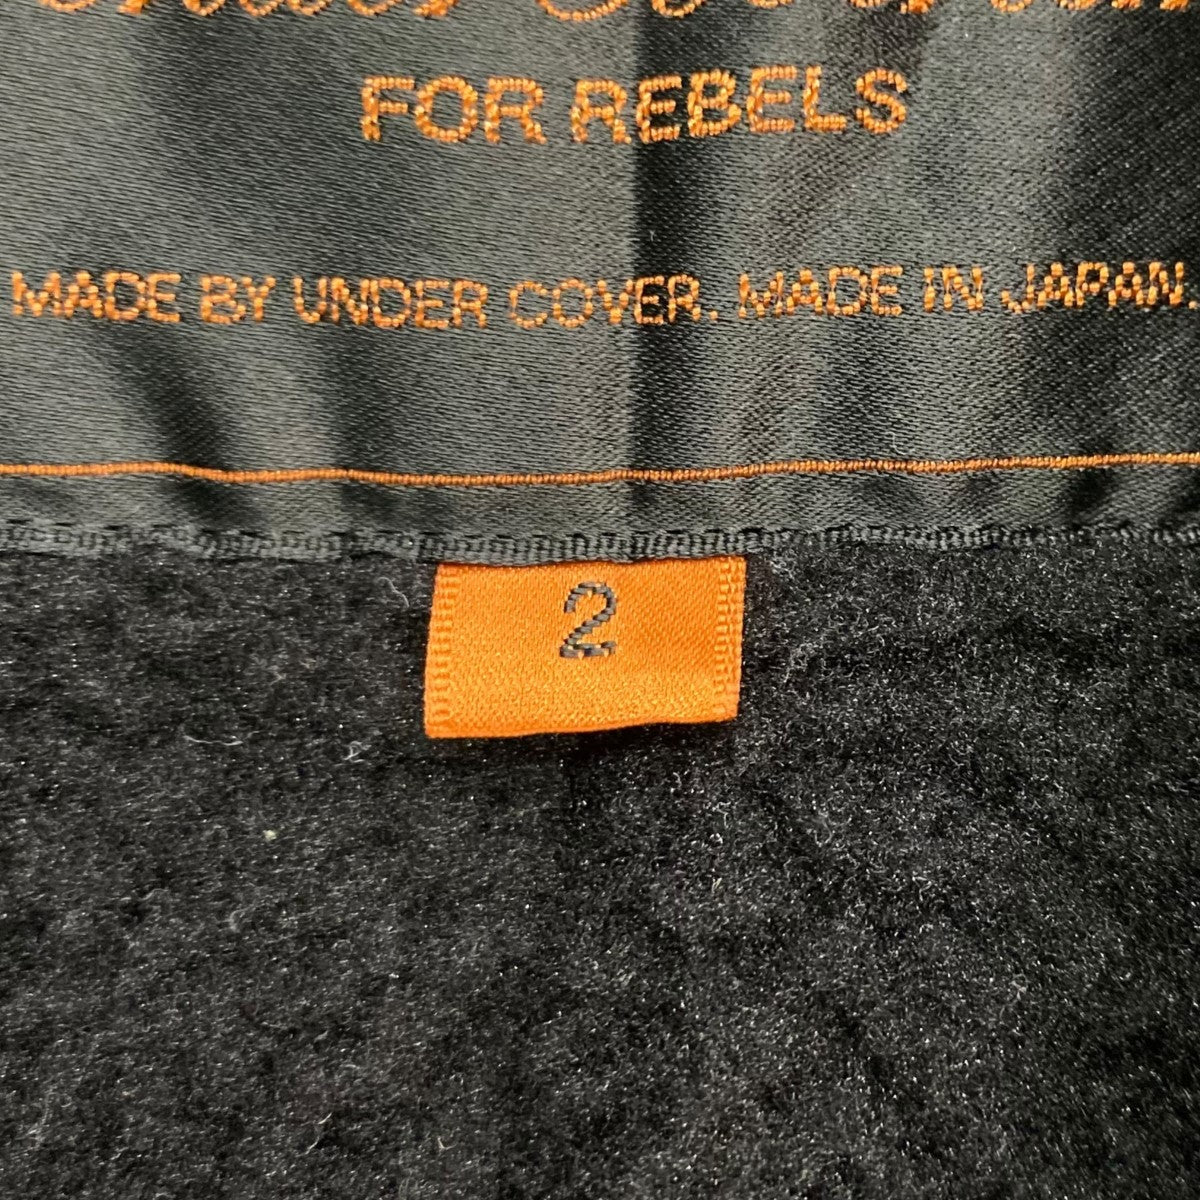 FOR REBELS
MADE BY UNDER COVER. MADE IN JAPAN
2